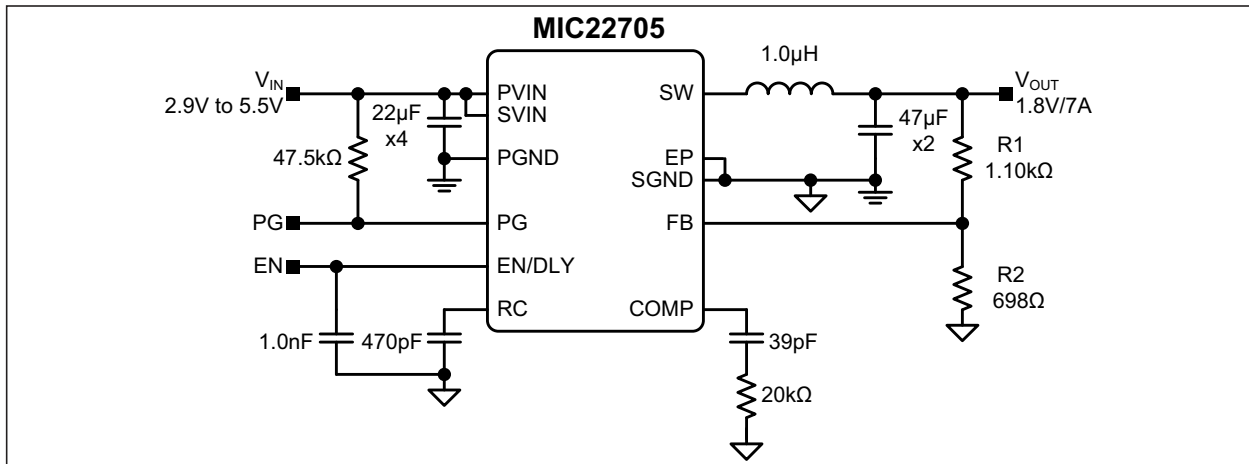 MIC22705
VIN
2.9V to 5.5V
22µF
x4
47.5kΩ
PG
EN
1.0nF
470pF
PVIN
SVIN
PGND
PG
EN/DLY
RC
SW
EP
SGND
FB
COMP
1.0µH
47µF
x2
VOUT
1.8V/7A
R1
1.10kΩ
R2
698Ω
39pF
20kΩ